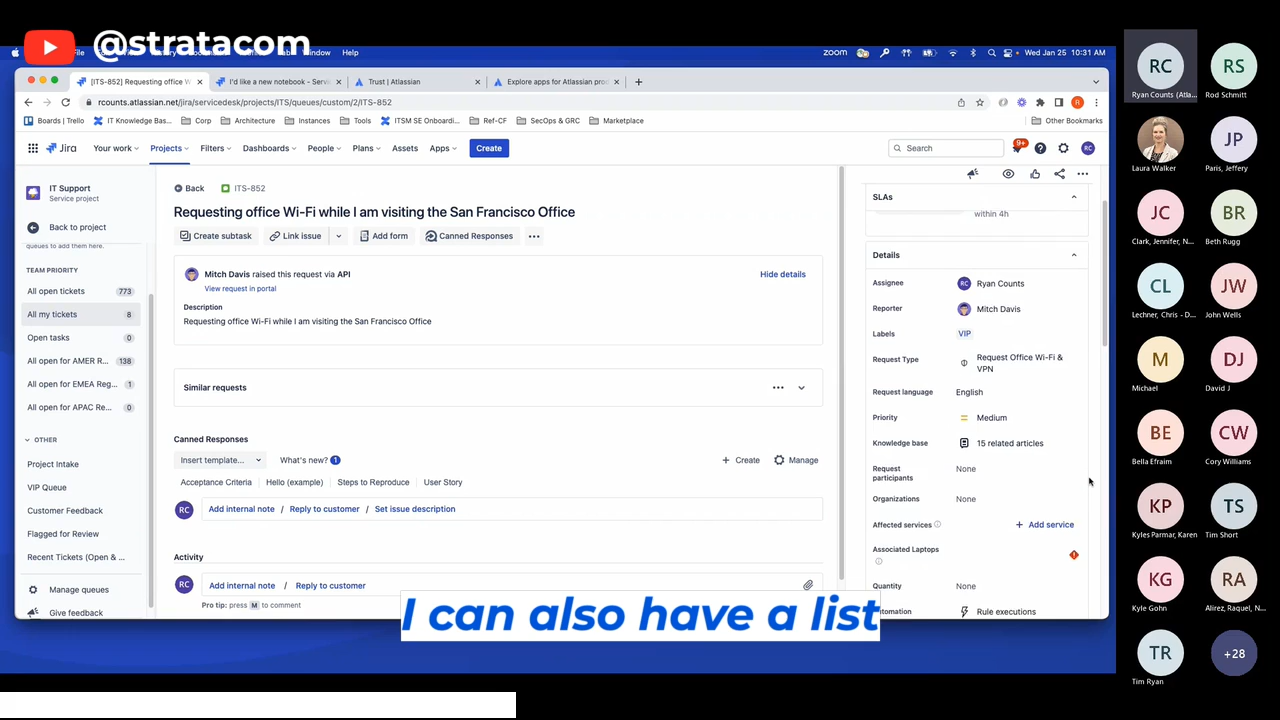 @stratacom
File
Window
Help
zoom
Wed Jan 25 10:31 AM
[ITS-852] Requesting office W
I'd like a new notebook - Servi
Trust | Atlassian
Explore apps for Atlassian pro
rcounts.atlassian.net/jira/servicedesk/projects/ITS/queues/custom/2/ITS-852
Boards | Trello
IT Knowledge Bas...
Corp
Architecture
Instances
Tools
ITSM SE Onboardi...
Ref-CF
SecOps & GRC
Marketplace
Other Bookmarks
Jira
Your work
Projects
Filters
Dashboards
People
Plans
Assets
Apps
Create
Search
9+
RC
IT Support
Service project
Back to project
queues to add them here.
TEAM PRIORITY
All open tickets 773
All my tickets 8
Open tasks 0
All open for AMER R... 138
All open for EMEA Reg... 1
All open for APAC Re... 0
OTHER
Project Intake
VIP Queue
Customer Feedback
Flagged for Review
Recent Tickets (Open & ...
Manage queues
Give feedback
Back
ITS-852
Requesting office Wi-Fi while I am visiting the San Francisco Office
Create subtask
Link issue
Add form
Canned Responses
Mitch Davis raised this request via API
Hide details
View request in portal
Description
Requesting office Wi-Fi while I am visiting the San Francisco Office
Similar requests
Canned Responses
Insert template...
What's new? 1
+ Create
Manage
Acceptance Criteria
Hello (example)
Steps to Reproduce
User Story
RC
Add internal note / Reply to customer / Set issue description
Activity
RC
Add internal note / Reply to customer
Pro tip: press M to comment
SLAs
within 4h
Details
Assignee
RC Ryan Counts
Reporter
Mitch Davis
Labels
VIP
Request Type
Request Office Wi-Fi &
VPN
Request language
English
Priority
Medium
Knowledge base
15 related articles
Request
participants
None
Organizations
None
Affected services
+ Add service
Associated Laptops
Quantity
None
Automation
Rule executions
I can also have a list
RC
Ryan Counts (Atla...
RS
Rod Schmitt
Laura Walker
JP
Paris, Jeffery
JC
Clark, Jennifer, N...
BR
Beth Rugg
CL
Lechner, Chris - D...
JW
John Wells
M
Michael
DJ
David J
BE
Bella Efraim
CW
Cory Williams
KP
Kyles Parmar, Karen
TS
Tim Short
KG
Kyle Gohn
RA
Alirez, Raquel, N...
TR
Tim Ryan
+28